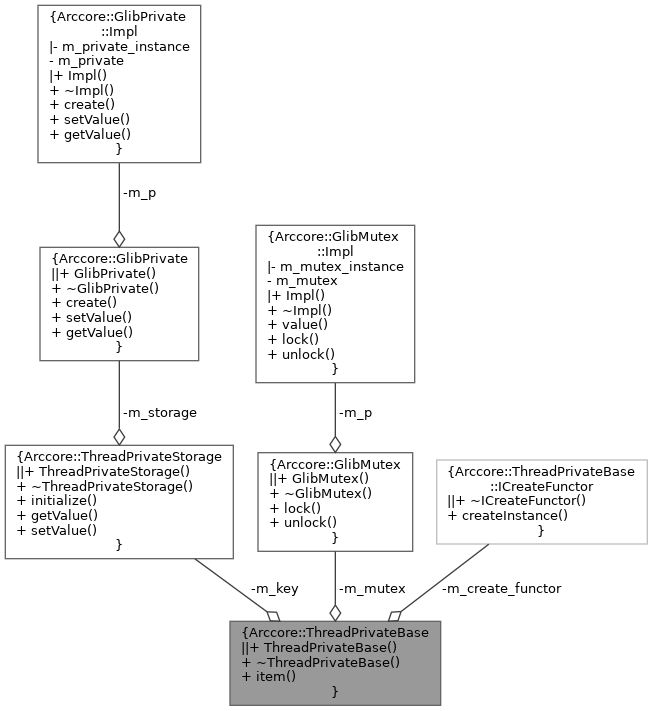 {Arccore::GlibPrivate
::Impl
|- m_private_instance
- m_private
|+ Impl()
+ ~Impl()
+ create()
+ setValue()
+ getValue()
}
-m_p
{Arccore::GlibPrivate
||+ GlibPrivate()
+ ~GlibPrivate()
+ create()
+ setValue()
+ getValue()
}
{Arccore::GlibMutex
::Impl
|- m_mutex_instance
- m_mutex
|+ Impl()
+ ~Impl()
+ value()
+ lock()
+ unlock()
}
-m_storage
-m_p
{Arccore::ThreadPrivateStorage
||+ ThreadPrivateStorage()
+ ~ThreadPrivateStorage()
+ initialize()
+ getValue()
+ setValue()
}
{Arccore::GlibMutex
||+ GlibMutex()
+ ~GlibMutex()
+ lock()
+ unlock()
}
{Arccore::ThreadPrivateBase
::ICreateFunctor
||+ ~ICreateFunctor()
+ createInstance()
}
-m_key
-m_mutex
-m_create_functor
{Arccore::ThreadPrivateBase
||+ ThreadPrivateBase()
+ ~ThreadPrivateBase()
+ item()
}